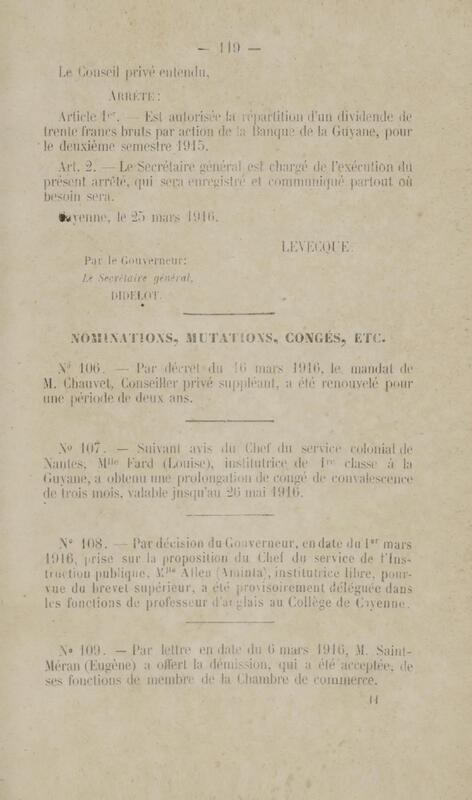 — 119 —
Le Conseil privé entendu,
ARRÊTE :
Article 1er. — Est autorisée la répartition d'un dividende de
trente francs bruts par action de la Banque de la Guyane, pour
le deuxième semestre 1915.
Art. 2. — Le Secrétaire général est chargé de l'exécution du
présent arrêté, qui sera enregistré et communiqué partout où
besoin sera.
Cayenne, le 25 mars 1916.
LEVECQUE.
Par le Gouverneur:
Le Secrétaire général,
DIDELOT.
NOMINATIONS, MUTATIONS, CONGÉS, ETC.
N° 106. — Par décret du 16 mars 1916, le mandat de
M. Chauvet, Conseiller privé suppléant, a été renouvelé pour
une période de deux ans.
No 107. — Suivant avis du Chef du service colonial de
Nantes, Mlle Fard (Louise), institutrice de 1re classe à la
Guyane, a obtenu une prolongation de congé de convalescence
de trois mois, valable jusqu'au 26 mai 1916.
N° 108. — Par décision du Gouverneur, en date du 1er mars
1916, prise sur la proposition du Chef du service de l'Ins-
truction publique, Mlle Allen (Aminta), institutrice libre, pour-
vue du brevet supérieur, a été provisoirement déléguée dans
les fonctions de professeur d'anglais au Collège de Cayenne.
No 109. — Par lettre en date du 6 mars 1916, M. Saint-
Méran (Eugène) a offert la démission, qui a été acceptée, de
ses fonctions de membre de la Chambre de commerce.
11